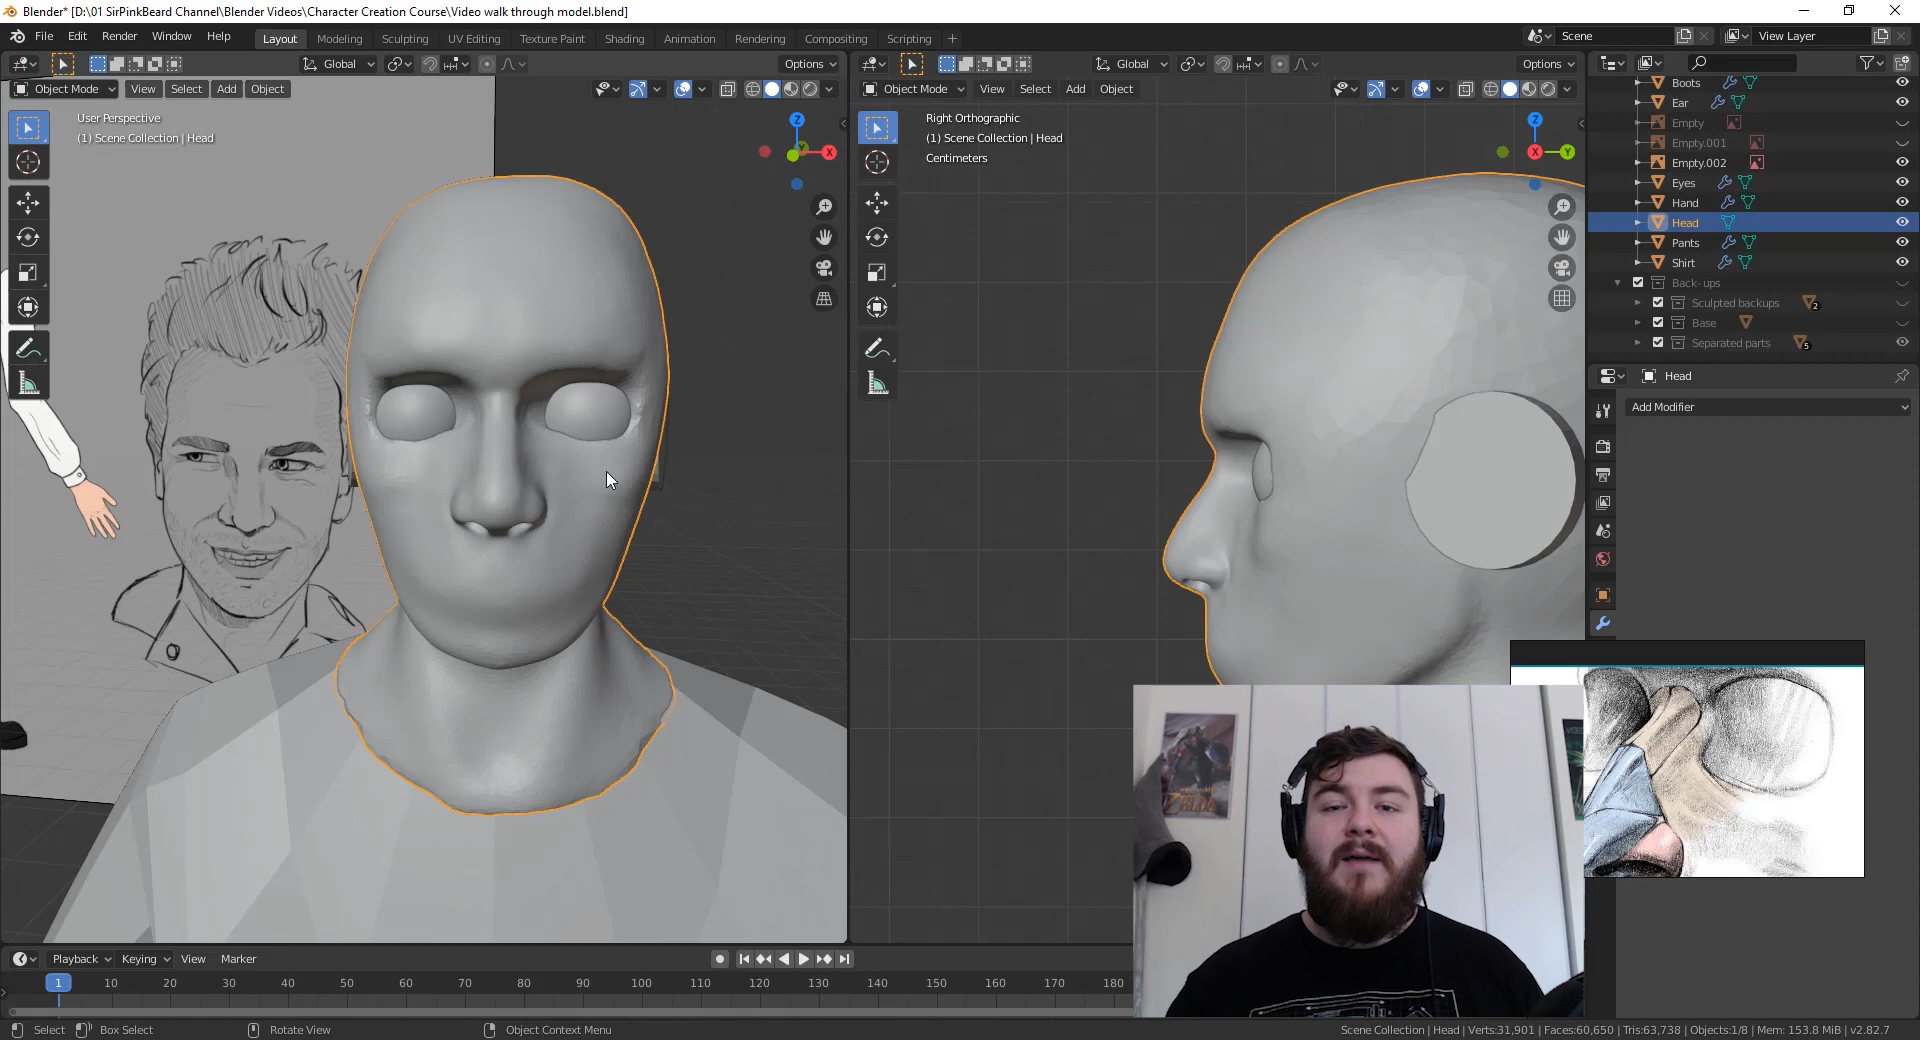 Blender* [D:\01 SirPinkBeard Channel\Blender Videos\Character Creation Course\Video walk through model.blend]
File Edit Render Window Help Layout Modeling Sculpting UV Editing Texture Paint Shading Animation Rendering Compositing Scripting + Scene View Layer
Global Options Global Options
Object Mode View Select Add Object Object Mode View Select Add Object
User Perspective
(1) Scene Collection | Head
Z
Y
X
Right Orthographic
(1) Scene Collection | Head
Centimeters
Z
X
Y
Boots
Ear
Empty
Empty.001
Empty.002
Eyes
Hand
Head
Pants
Shirt
Back-ups
Sculpted backups 2
Base
Separated parts 5
Head
Add Modifier
ZELDA
Playback Keying View Marker
1 10 20 30 40 50 60 70 80 90 100 110 120 130 140 150 160 170 180
Select Box Select Rotate View Object Context Menu
Scene Collection | Head | Verts:31,901 | Faces:60,650 | Tris:63,738 | Objects:1/8 | Mem: 153.8 MiB | v2.82.7